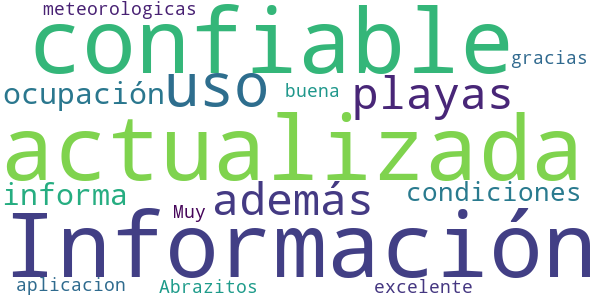 meteorologicas
confiable
gracias
ocupación uso buena playas
actualizada
informa además condiciones
Muy
Información
aplicacion Abrazitos excelente